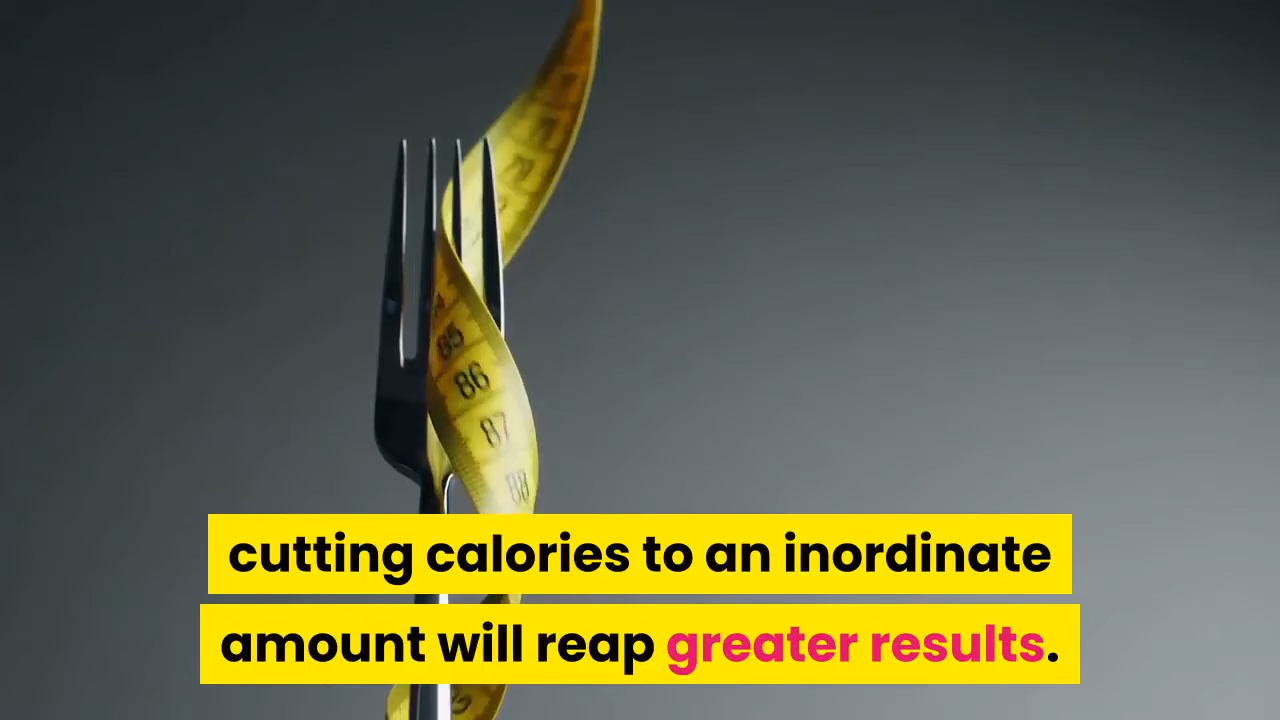 85
86
87
88
cutting calories to an inordinate
amount will reap greater results.